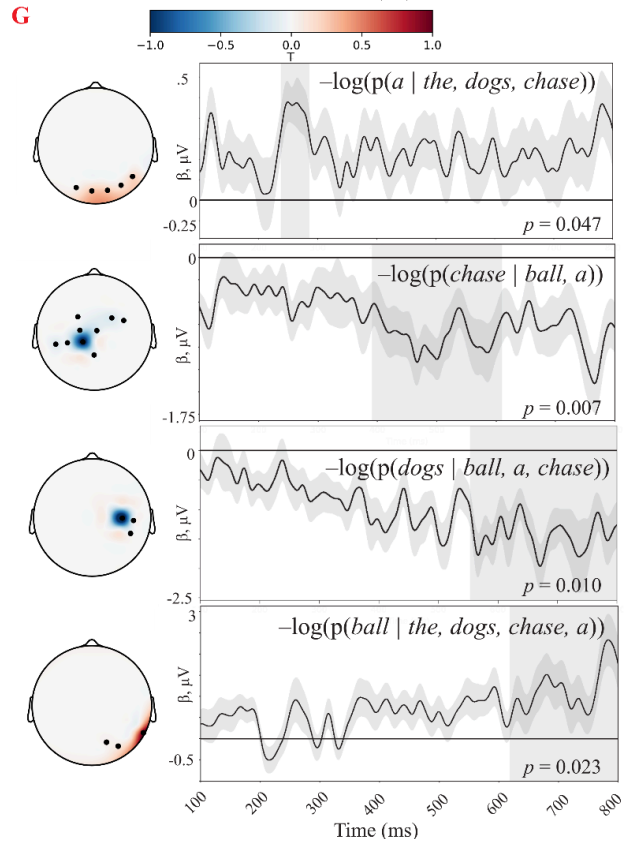 G
−1.0 −0.5 0.0 0.5 1.0
T
.5
–log(p(a | the, dogs, chase))
β, μV
0
-0.25
p = 0.047
0
–log(p(chase | ball, a))
β, μV
-1.75
p = 0.007
0
–log(p(dogs | ball, a, chase))
β, μV
-2.5
p = 0.010
3
–log(p(ball | the, dogs, chase, a))
β, μV
-0.5
p = 0.023
100 200 300 400 500 600 700 800
Time (ms)